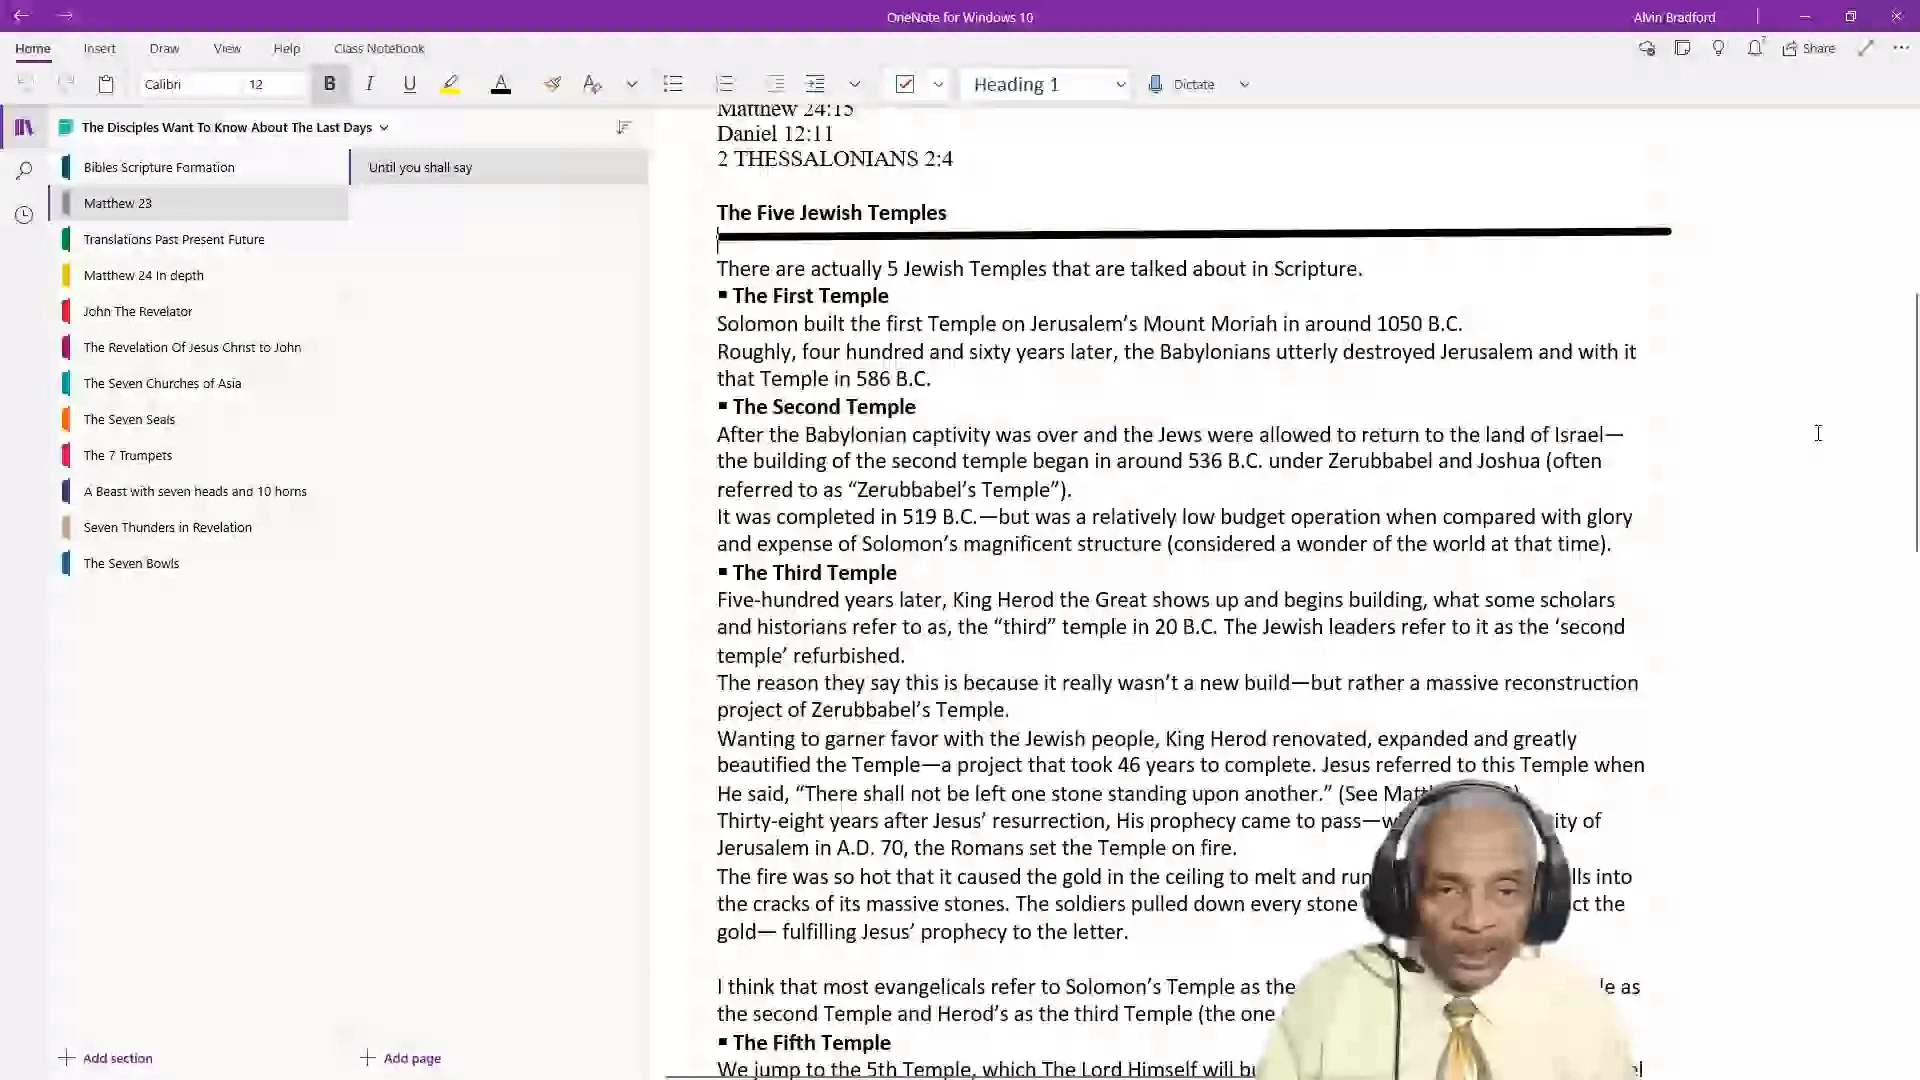 OneNote for Windows 10
Alvin Bradford
Home Insert Draw View Help Class Notebook
Share
Calibri 12 B I U A Heading 1 Dictate
The Disciples Want To Know About The Last Days
Bibles Scripture Formation
Matthew 23
Translations Past Present Future
Matthew 24 In depth
John The Revelator
The Revelation Of Jesus Christ to John
The Seven Churches of Asia
The Seven Seals
The 7 Trumpets
A Beast with seven heads and 10 horns
Seven Thunders in Revelation
The Seven Bowls
Add section
Until you shall say
Add page
Matthew 24:15
Daniel 12:11
2 THESSALONIANS 2:4
The Five Jewish Temples
There are actually 5 Jewish Temples that are talked about in Scripture.
▪ The First Temple
Solomon built the first Temple on Jerusalem’s Mount Moriah in around 1050 B.C.
Roughly, four hundred and sixty years later, the Babylonians utterly destroyed Jerusalem and with it
that Temple in 586 B.C.
▪ The Second Temple
After the Babylonian captivity was over and the Jews were allowed to return to the land of Israel—
the building of the second temple began in around 536 B.C. under Zerubbabel and Joshua (often
referred to as “Zerubbabel’s Temple”).
It was completed in 519 B.C.—but was a relatively low budget operation when compared with glory
and expense of Solomon’s magnificent structure (considered a wonder of the world at that time).
▪ The Third Temple
Five-hundred years later, King Herod the Great shows up and begins building, what some scholars
and historians refer to as, the “third” temple in 20 B.C. The Jewish leaders refer to it as the ‘second
temple’ refurbished.
The reason they say this is because it really wasn’t a new build—but rather a massive reconstruction
project of Zerubbabel’s Temple.
Wanting to garner favor with the Jewish people, King Herod renovated, expanded and greatly
beautified the Temple—a project that took 46 years to complete. Jesus referred to this Temple when
He said, “There shall not be left one stone standing upon another.” (See
Thirty-eight years after Jesus’ resurrection, His prophecy came to pass— of
Jerusalem in A.D. 70, the Romans set the Temple on fire.
The fire was so hot that it caused the gold in the ceiling to melt and into
the cracks of its massive stones. The soldiers pulled down every stone the
gold— fulfilling Jesus’ prophecy to the letter.
I think that most evangelicals refer to Solomon’s Temple as the as
the second Temple and Herod’s as the third Temple (the one
▪ The Fifth Temple
We jump to the 5th Temple, which The Lord Himself will